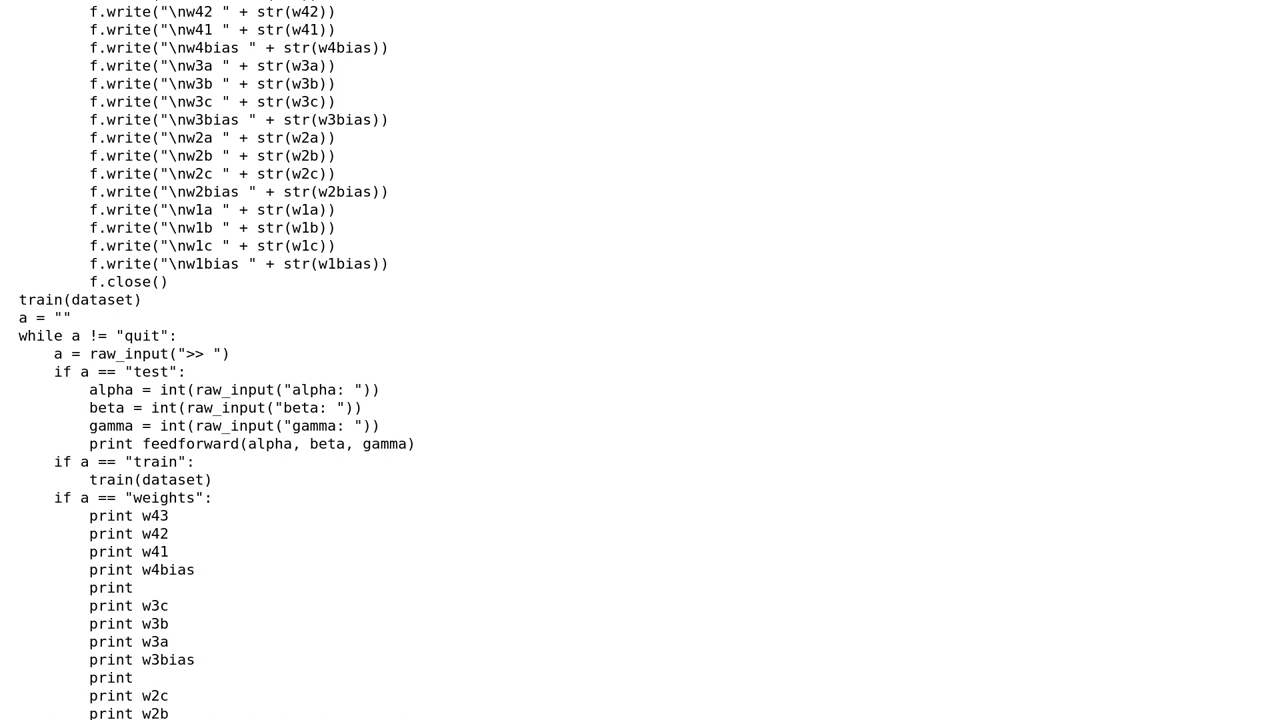 f.write("\nw42 " + str(w42))
        f.write("\nw41 " + str(w41))
        f.write("\nw4bias " + str(w4bias))
        f.write("\nw3a " + str(w3a))
        f.write("\nw3b " + str(w3b))
        f.write("\nw3c " + str(w3c))
        f.write("\nw3bias " + str(w3bias))
        f.write("\nw2a " + str(w2a))
        f.write("\nw2b " + str(w2b))
        f.write("\nw2c " + str(w2c))
        f.write("\nw2bias " + str(w2bias))
        f.write("\nw1a " + str(w1a))
        f.write("\nw1b " + str(w1b))
        f.write("\nw1c " + str(w1c))
        f.write("\nw1bias " + str(w1bias))
        f.close()
train(dataset)
a = ""
while a != "quit":
    a = raw_input(">> ")
    if a == "test":
        alpha = int(raw_input("alpha: "))
        beta = int(raw_input("beta: "))
        gamma = int(raw_input("gamma: "))
        print feedforward(alpha, beta, gamma)
    if a == "train":
        train(dataset)
    if a == "weights":
        print w43
        print w42
        print w41
        print w4bias
        print
        print w3c
        print w3b
        print w3a
        print w3bias
        print
        print w2c
        print w2b